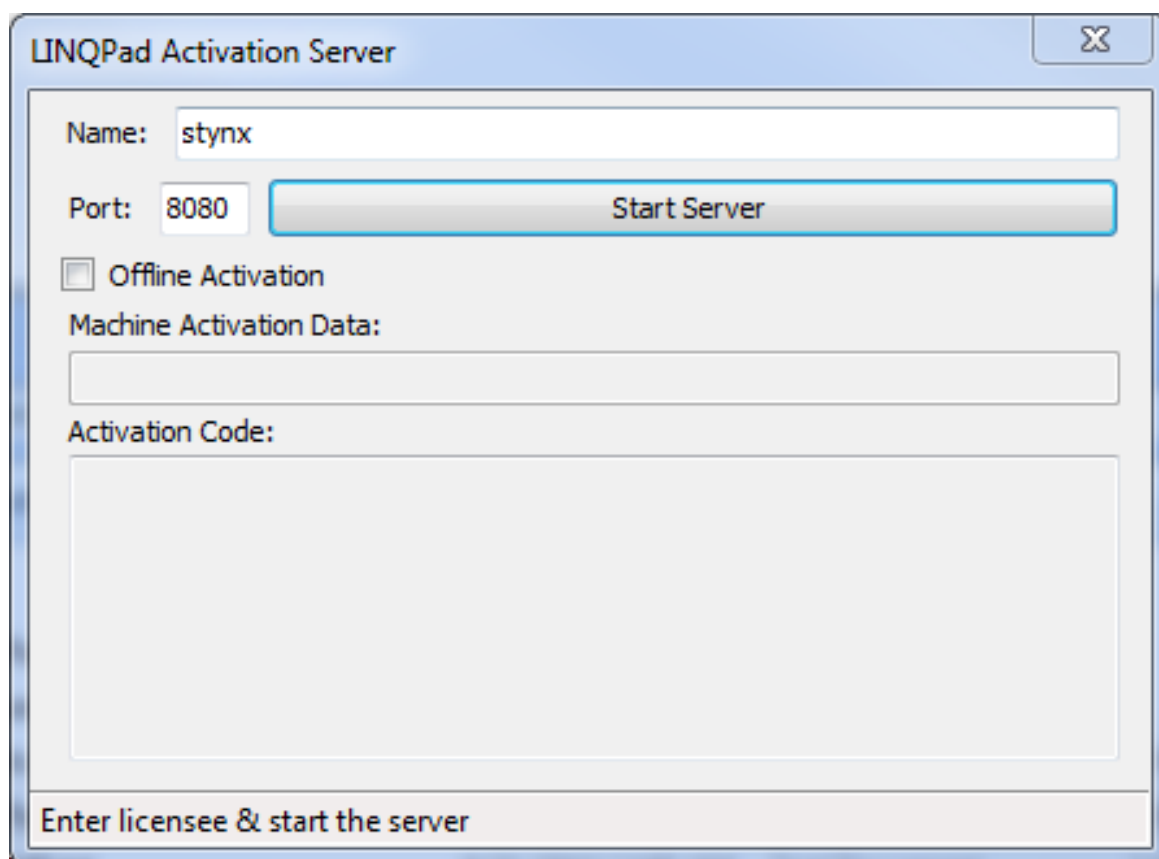 LINQPad Activation Server
Name: stynx
Port: 8080 Start Server
Offline Activation
Machine Activation Data:
Activation Code:
Enter licensee & start the server